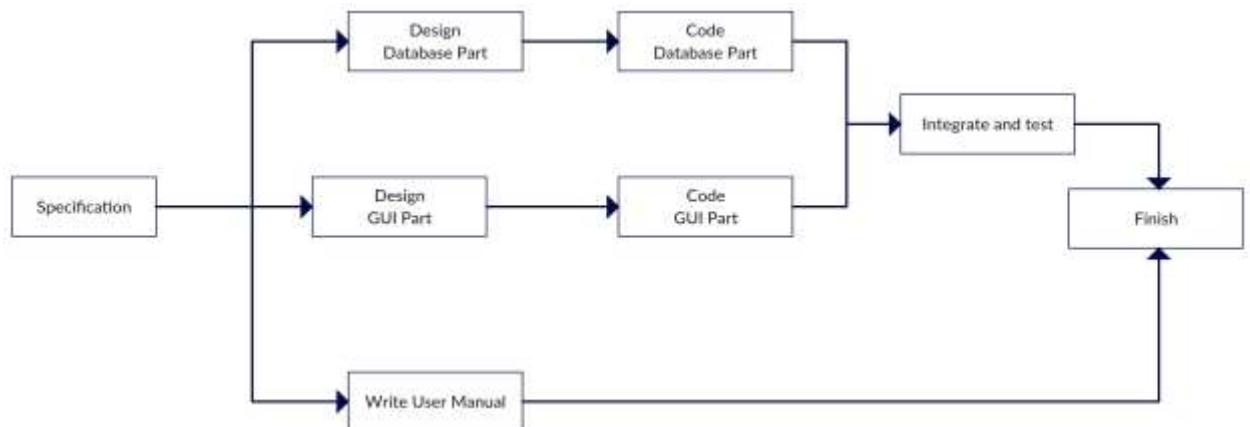 Design
Database Part
Code
Database Part
Integrate and test
Specification
Design
GUI Part
Code
GUI Part
Finish
Write User Manual